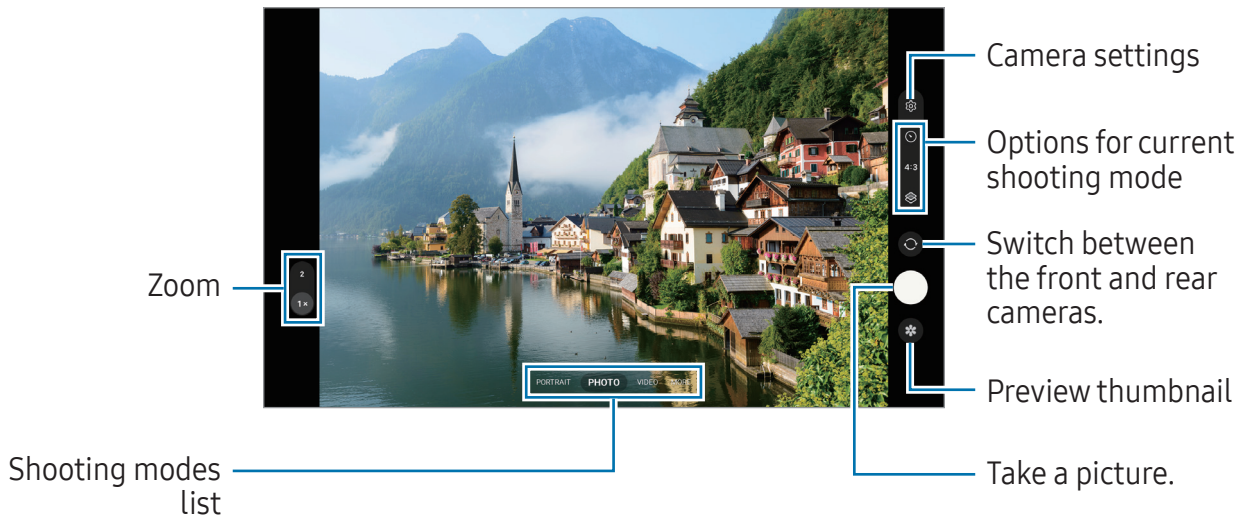 Camera settings
Options for current
shooting mode
4:3
Switch between
the front and rear
cameras.
Zoom
2
1×
Preview thumbnail
PORTRAIT PHOTO VIDEO MORE
Take a picture.
Shooting modes
list